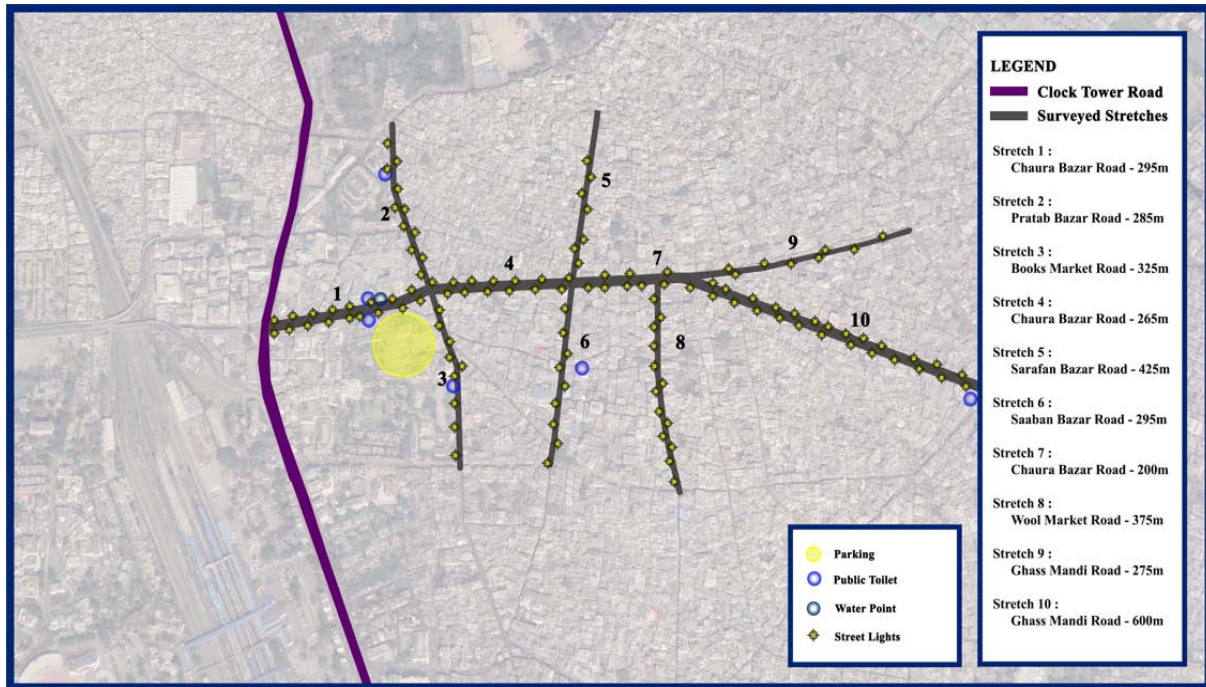 LEGEND
Clock Tower Road
Surveyed Stretches
Stretch 1 :
Chaura Bazar Road - 295m
Stretch 2 :
Pratab Bazar Road - 285m
Stretch 3 :
Books Market Road - 325m
Stretch 4 :
Chaura Bazar Road - 265m
Stretch 5 :
Sarafan Bazar Road - 425m
Stretch 6 :
Saaban Bazar Road - 295m
Stretch 7 :
Chaura Bazar Road - 200m
Stretch 8 :
Wool Market Road - 375m
Stretch 9 :
Ghass Mandi Road - 275m
Stretch 10 :
Ghass Mandi Road - 600m
5
2
9
7
4
1
10
6
8
3
Parking
Public Toilet
Water Point
Street Lights